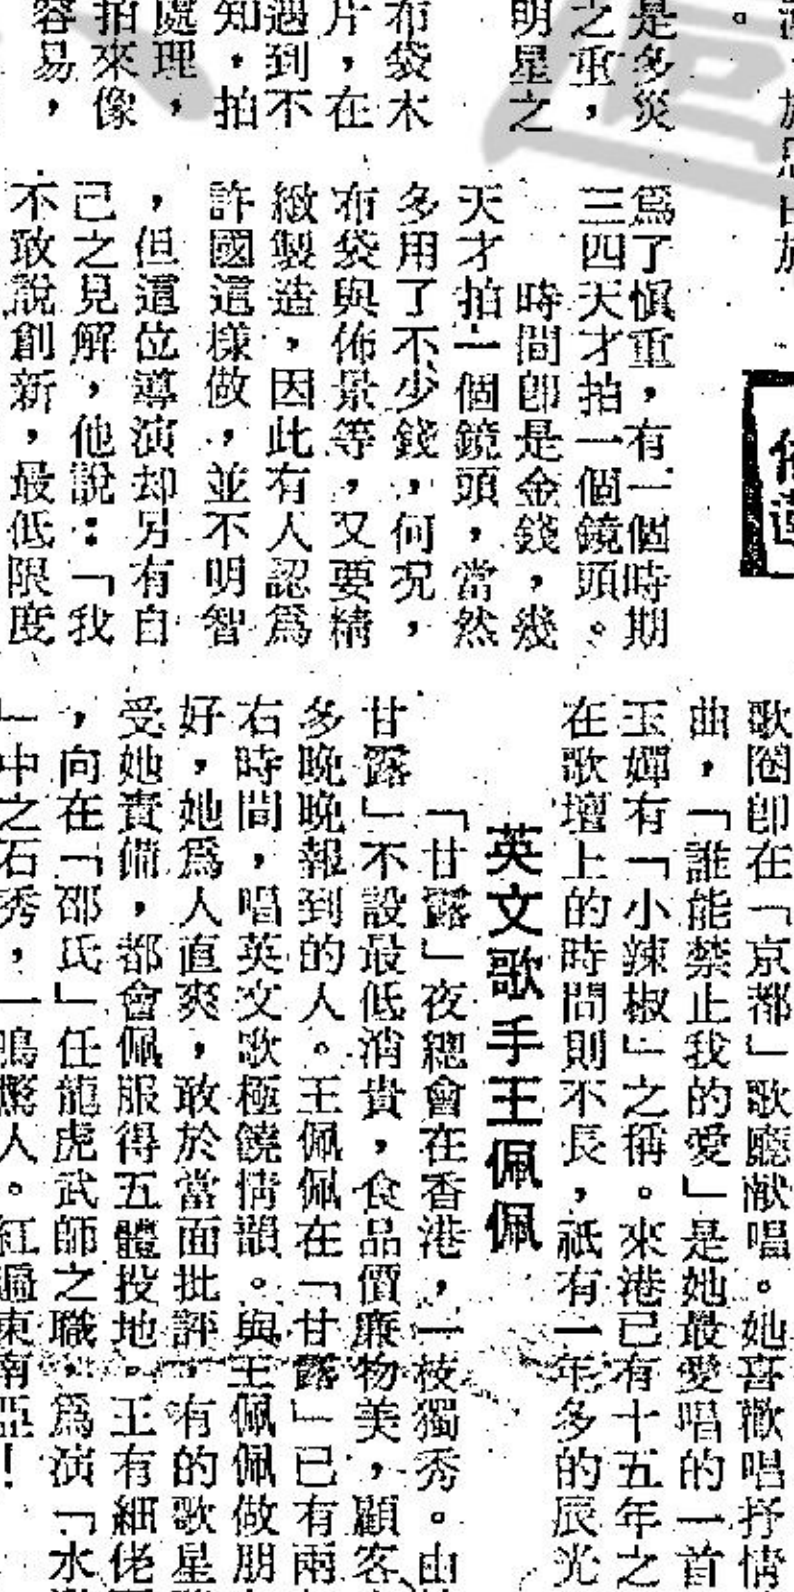 是多災
之重，
明星之
布袋木
片，在
遇到不
知，拍
處理，
拍來像
容易，
爲了愼重，有一個時期
三四天才拍一個鏡頭。
時間即是金錢，幾
天才拍一個鏡頭，當然
多用了不少錢，何况，
布袋與佈景等，又要精
緻製造，因此有人認爲
許國這樣做，並不明智
，但這位導演却另有自
己之見解，他說：「我
不敢說創新，最低限度
歌圈即在「京都」歌廳献唱。她喜歡唱抒情
曲，「誰能禁止我的愛」是她最愛唱的一首
玉嬋有「小辣椒」之稱。來港已有十五年之
在歌壇上的時間則不長，祇有一年多的辰光
英文歌手王佩佩
「甘露」夜總會在香港，一枝獨秀。由
甘露」不設最低消費，食品價廉物美，顧客
多晚晚報到的人。王佩佩在「甘露」已有兩
右時間，唱英文歌極饒情韻。與王佩佩做朋
好，她爲人直爽，敢於當面批評，有的歌星
受她責備，都會佩服得五體投地。王有細佬
，向在「邵氏」任龍虎武師之職，爲演「水
」中之石秀，一鳴驚人。紅遍東南亞！